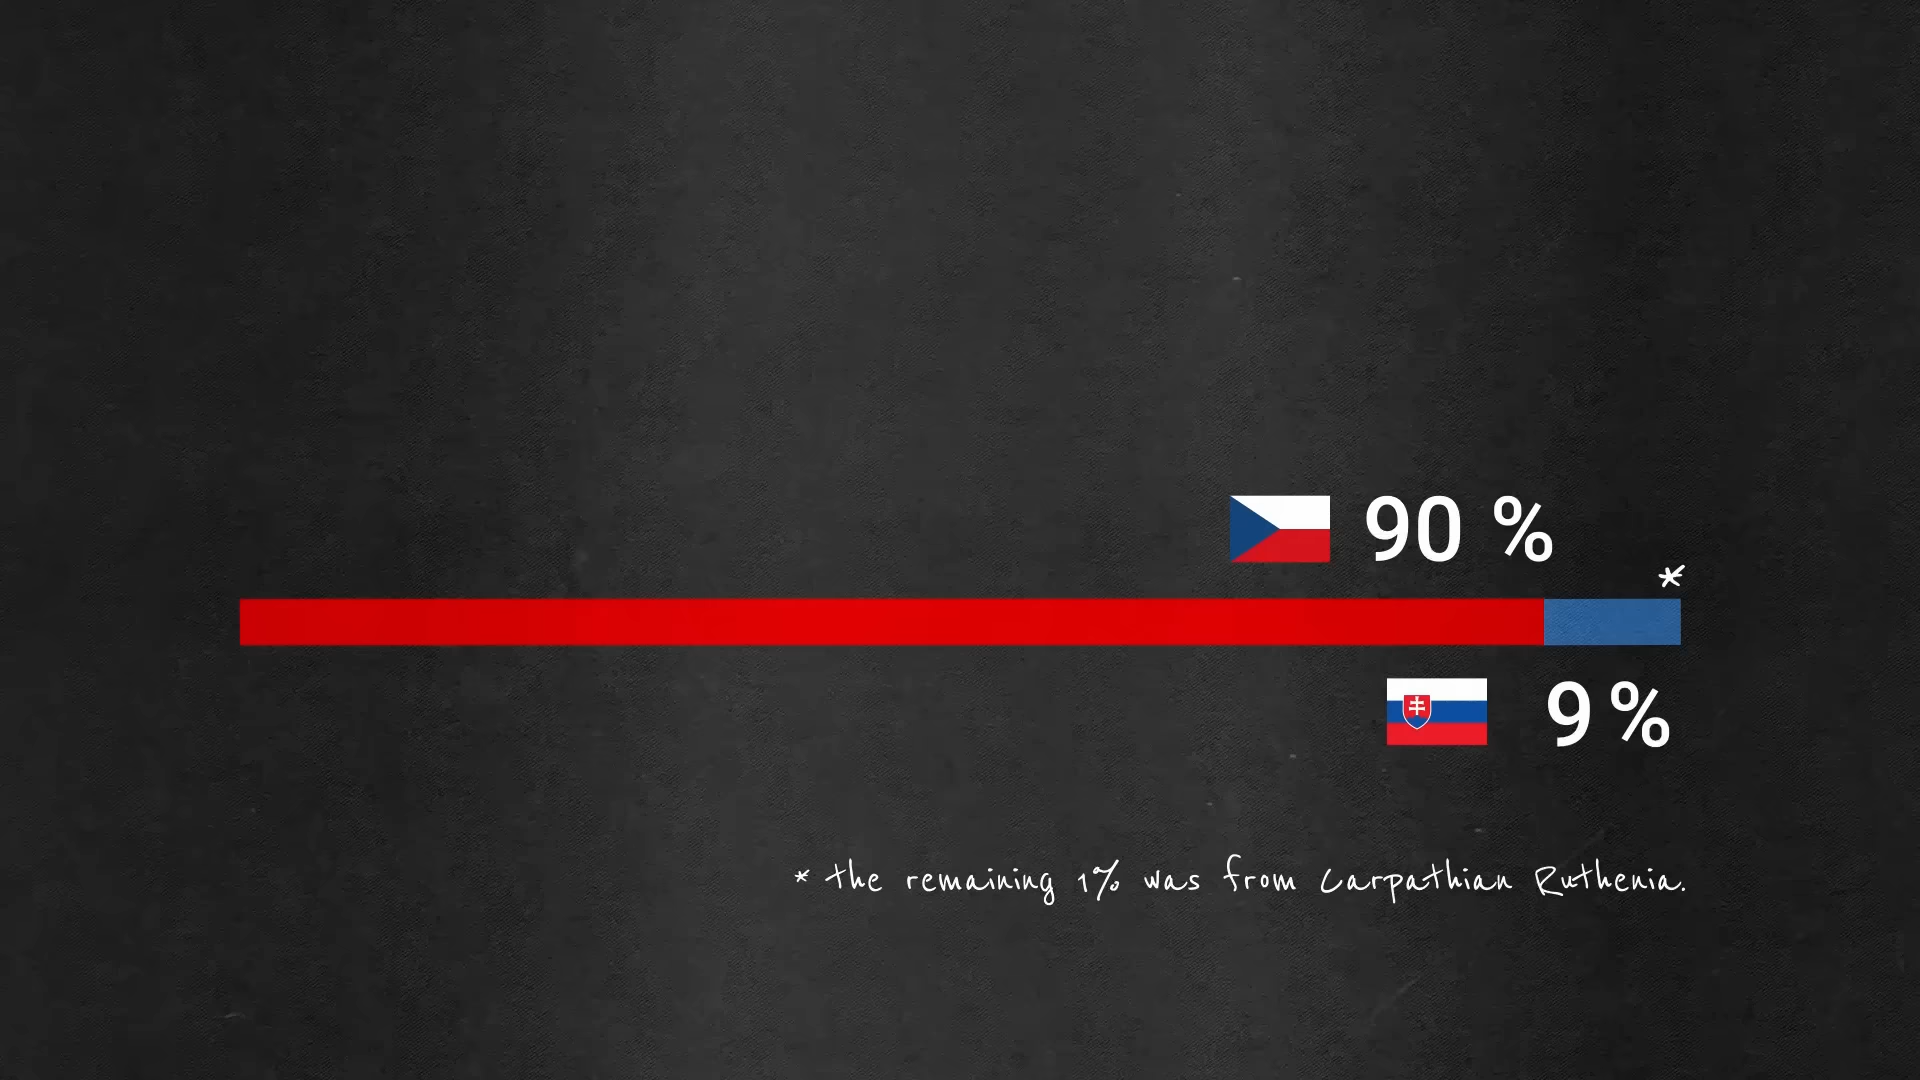 90 %
*
9 %
* the remaining 1% was from Carpathian Ruthenia.